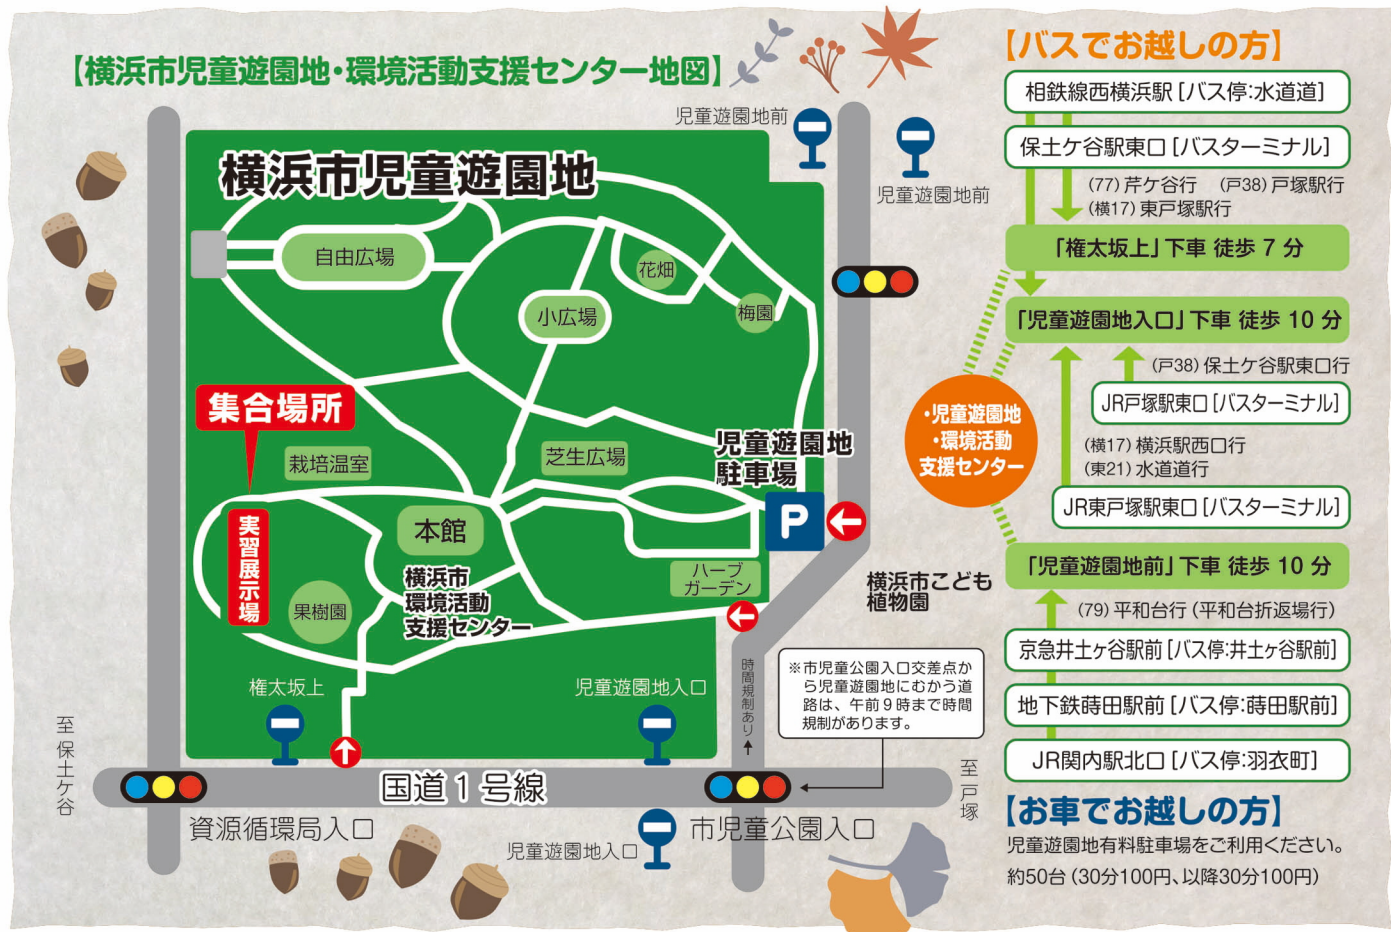 【横浜市児童遊園地・環境活動支援センター地図】
児童遊園地前
児童遊園地前
横浜市児童遊園地
自由広場
花畑
小広場
梅園
集合場所
栽培温室
芝生広場
児童遊園地
駐車場
P
実習展示場
本館
横浜市
環境活動
支援センター
果樹園
ハーブ
ガーデン
横浜市こども
植物園
権太坂上
児童遊園地入口
時間規制あり
※市児童公園入口交差点か
ら児童遊園地にむかう道
路は、午前9時まで時間
規制があります。
至 保土ケ谷
国道1号線
至 戸塚
資源循環局入口
児童遊園地入口
市児童公園入口
【バスでお越しの方】
相鉄線西横浜駅 [バス停:水道道]
保土ケ谷駅東口 [バスターミナル]
(77) 芹ケ谷行 (戸38) 戸塚駅行
(横17) 東戸塚駅行
「権太坂上」下車 徒歩 7 分
「児童遊園地入口」下車 徒歩 10 分
(戸38) 保土ケ谷駅東口行
JR戸塚駅東口 [バスターミナル]
・児童遊園地
・環境活動
支援センター
(横17) 横浜駅西口行
(東21) 水道道行
JR東戸塚駅東口 [バスターミナル]
「児童遊園地前」下車 徒歩 10 分
(79) 平和台行 (平和台折返場行)
京急井土ヶ谷駅前 [バス停:井土ヶ谷駅前]
地下鉄蒔田駅前 [バス停:蒔田駅前]
JR関内駅北口 [バス停:羽衣町]
【お車でお越しの方】
児童遊園地有料駐車場をご利用ください。
約50台 (30分100円、以降30分100円)